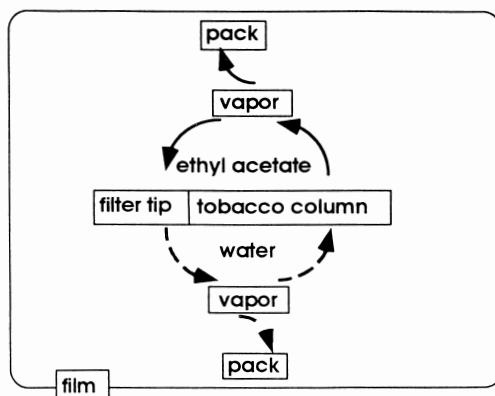 pack
vapor
ethyl acetate
filter tip tobacco column
water
vapor
pack
film